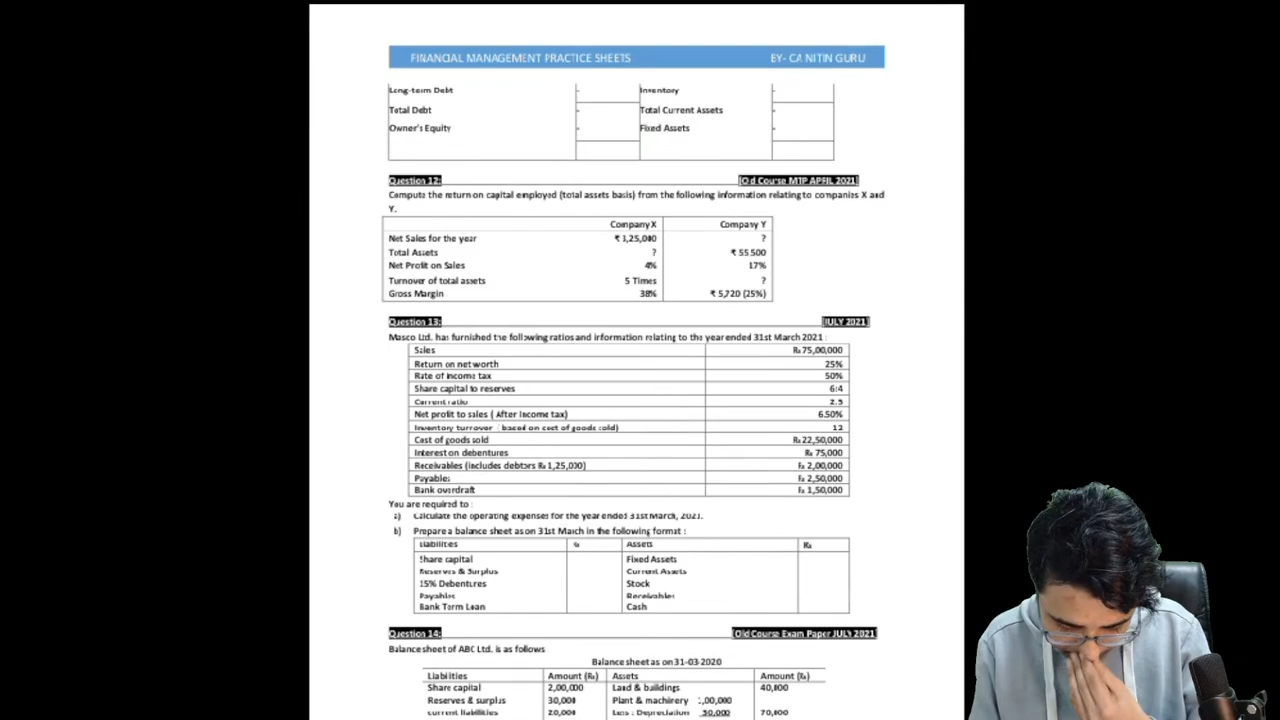 FINANCIAL MANAGEMENT PRACTICE SHEETS BY- CA NITIN GURU
Long-term Debt - Inventory -
Total Debt - Total Current Assets
Owner's Equity - Fixed Assets -
Question 12: [Old Course MTP APRIL 2021]
Compute the return on capital employed (total assets basis) from the following information relating to companies X and
Y.
Company X Company Y
Net Sales for the year ₹ 1,25,000 ?
Total Assets ? ₹ 55,500
Net Profit on Sales 4% 17%
Turnover of total assets 5 Times ?
Gross Margin 38% ₹ 5,720 (25%)
Question 13: [JULY 2021]
Masco Ltd. has furnished the following ratios and information relating to the year ended 31st March 2021 :
Sales Rs 75,00,000
Return on net worth 25%
Rate of income tax 50%
Share capital to reserves 6:4
Current ratio 2.5
Net profit to sales ( After Income tax) 6.50%
Inventory turnover ( based on cost of goods sold) 12
Cost of goods sold Rs 22,50,000
Interest on debentures Rs 75,000
Receivables (includes debtors Rs 1,25,000) Rs 2,00,000
Payables Rs 2,50,000
Bank overdraft Rs 1,50,000
You are required to :
a) Calculate the operating expenses for the year ended 31st March, 2021.
b) Prepare a balance sheet as on 31st March in the following format :
Liabilities Rs Assets Rs
Share capital Fixed Assets
Reserves & Surplus Current Assets
15% Debentures Stock
Payables Receivables
Bank Term Loan Cash
Question 14: [Old Course Exam Paper JULY 2021]
Balance sheet of ABC Ltd. is as follows
Balance sheet as on 31-03-2020
Liabilities Amount (Rs) Assets Amount (Rs)
Share capital 2,00,000 Land & buildings 40,000
Reserves & surplus 30,000 Plant & machinery 1,00,000
current liabilities 20,000 Less : Depreciation 30,000 70,000